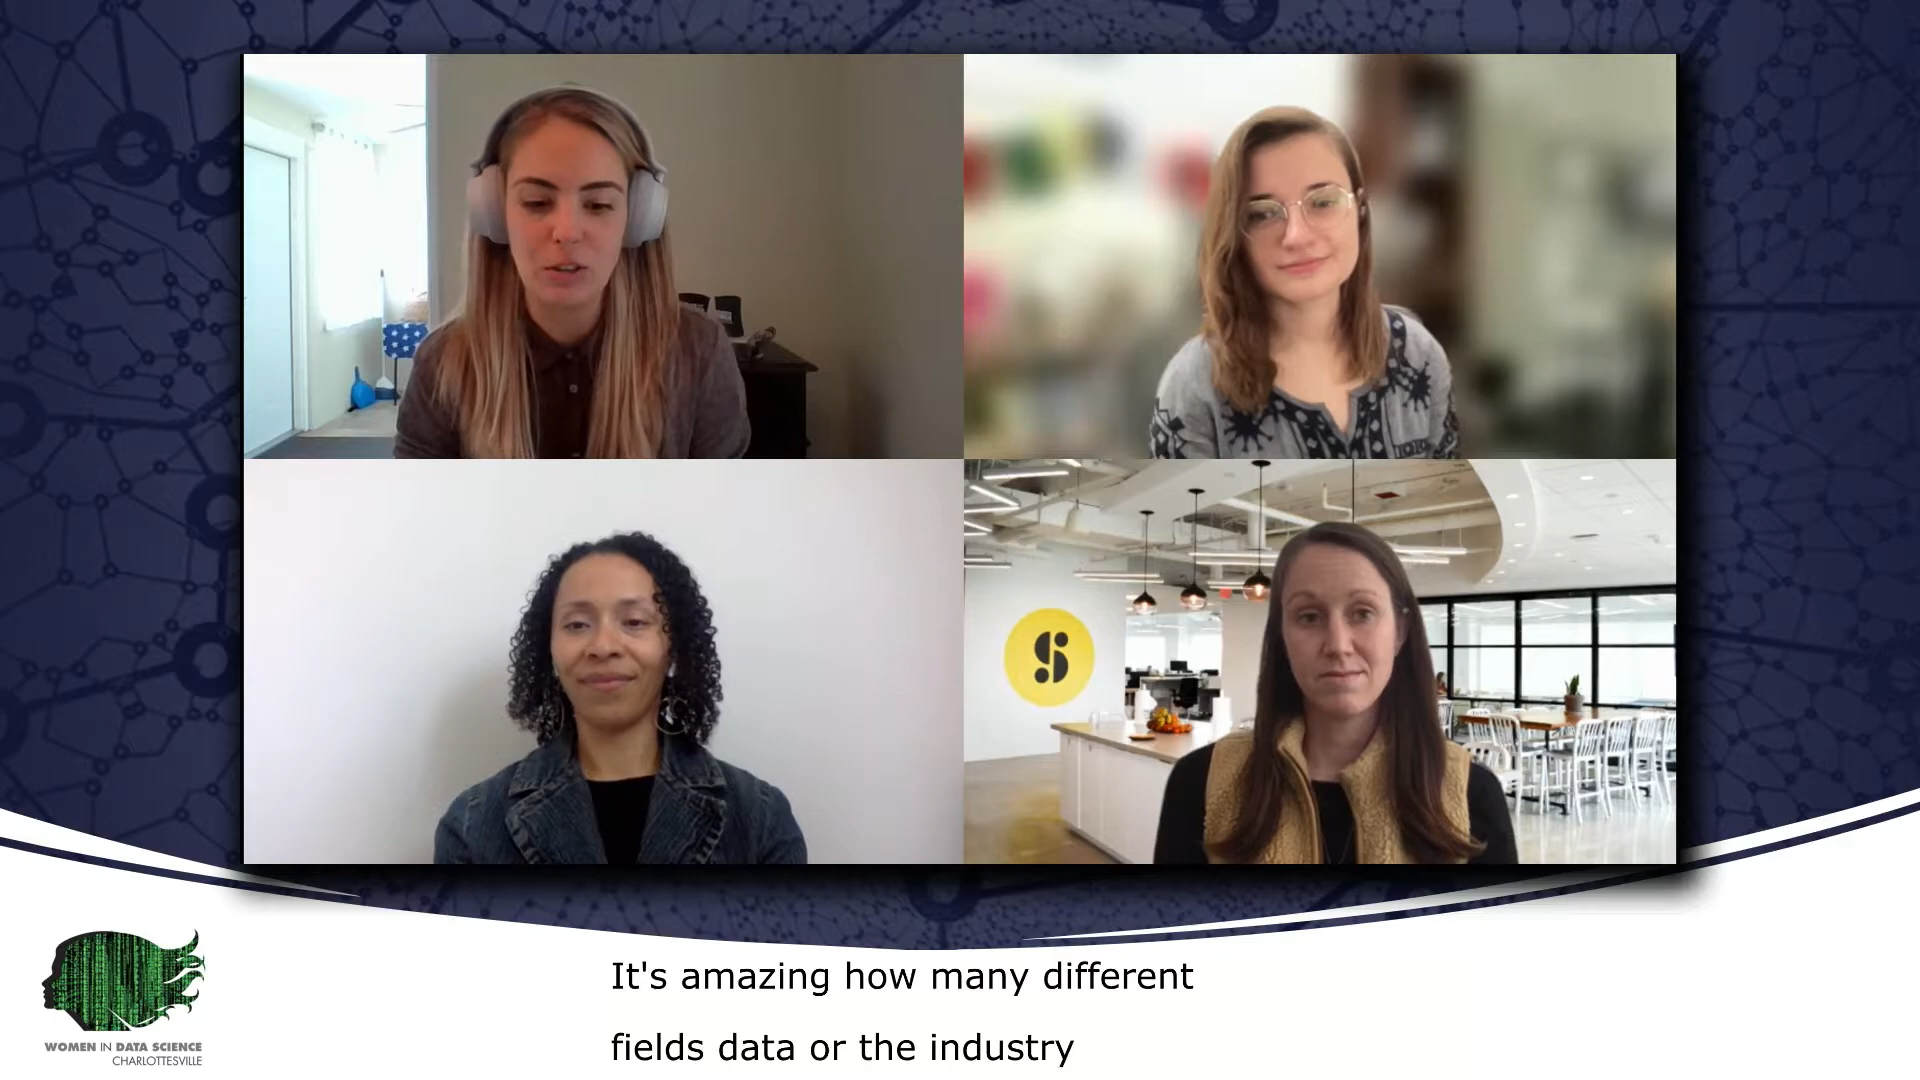 WOMEN IN DATA SCIENCE
CHARLOTTESVILLE
It's amazing how many different
fields data or the industry